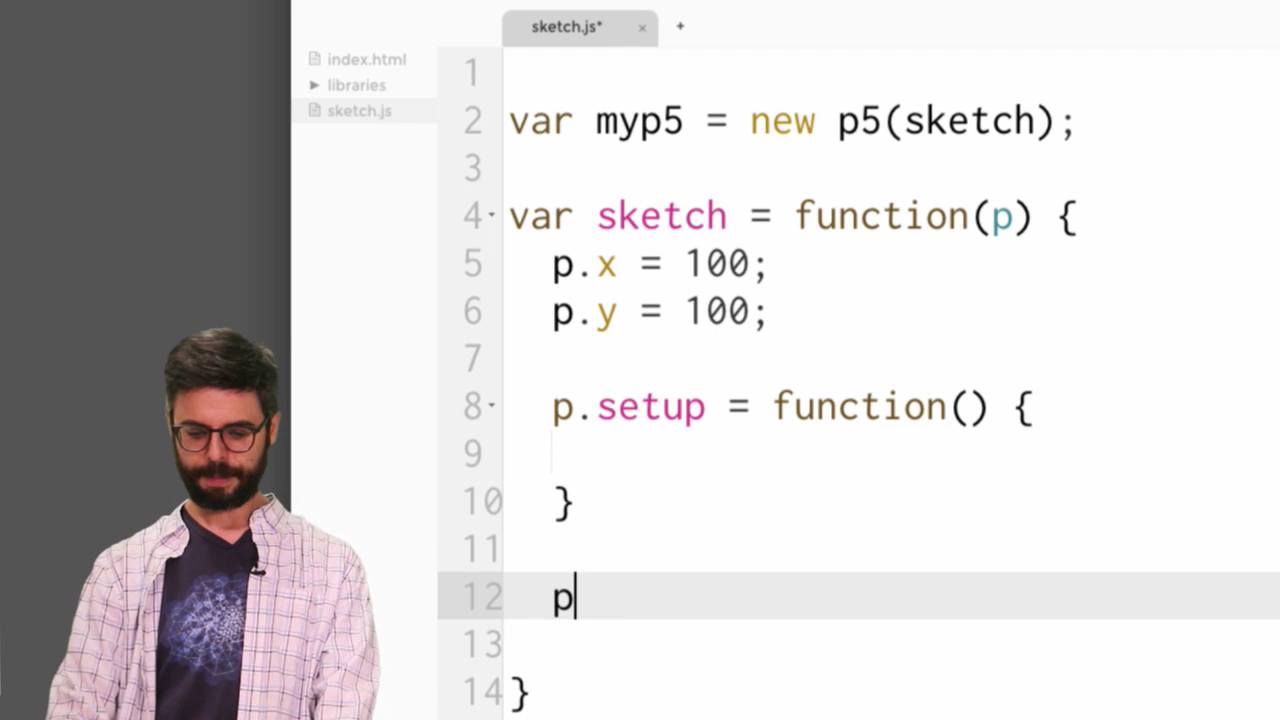 sketch.js* × +
index.html
▶ libraries
sketch.js
1
2 var myp5 = new p5(sketch);
3
4 var sketch = function(p) {
5 p.x = 100;
6 p.y = 100;
7
8 p.setup = function() {
9
10 }
11
12 p
13
14 }